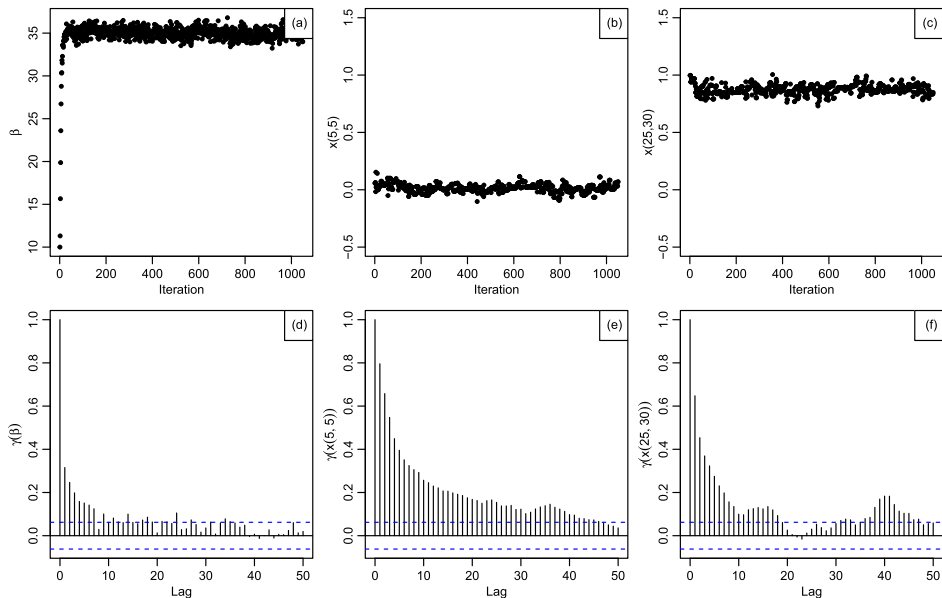 (a)
β
10 15 20 25 30 35
0 200 400 600 800 1000
Iteration
(b)
x(5,5)
−0.5 0.0 0.5 1.0 1.5
0 200 400 600 800 1000
Iteration
(c)
x(25,30)
−0.5 0.0 0.5 1.0 1.5
0 200 400 600 800 1000
Iteration
(d)
γ(β)
0.0 0.2 0.4 0.6 0.8 1.0
0 10 20 30 40 50
Lag
(e)
γ(x(5, 5))
0.0 0.2 0.4 0.6 0.8 1.0
0 10 20 30 40 50
Lag
(f)
γ(x(25, 30))
0.0 0.2 0.4 0.6 0.8 1.0
0 10 20 30 40 50
Lag